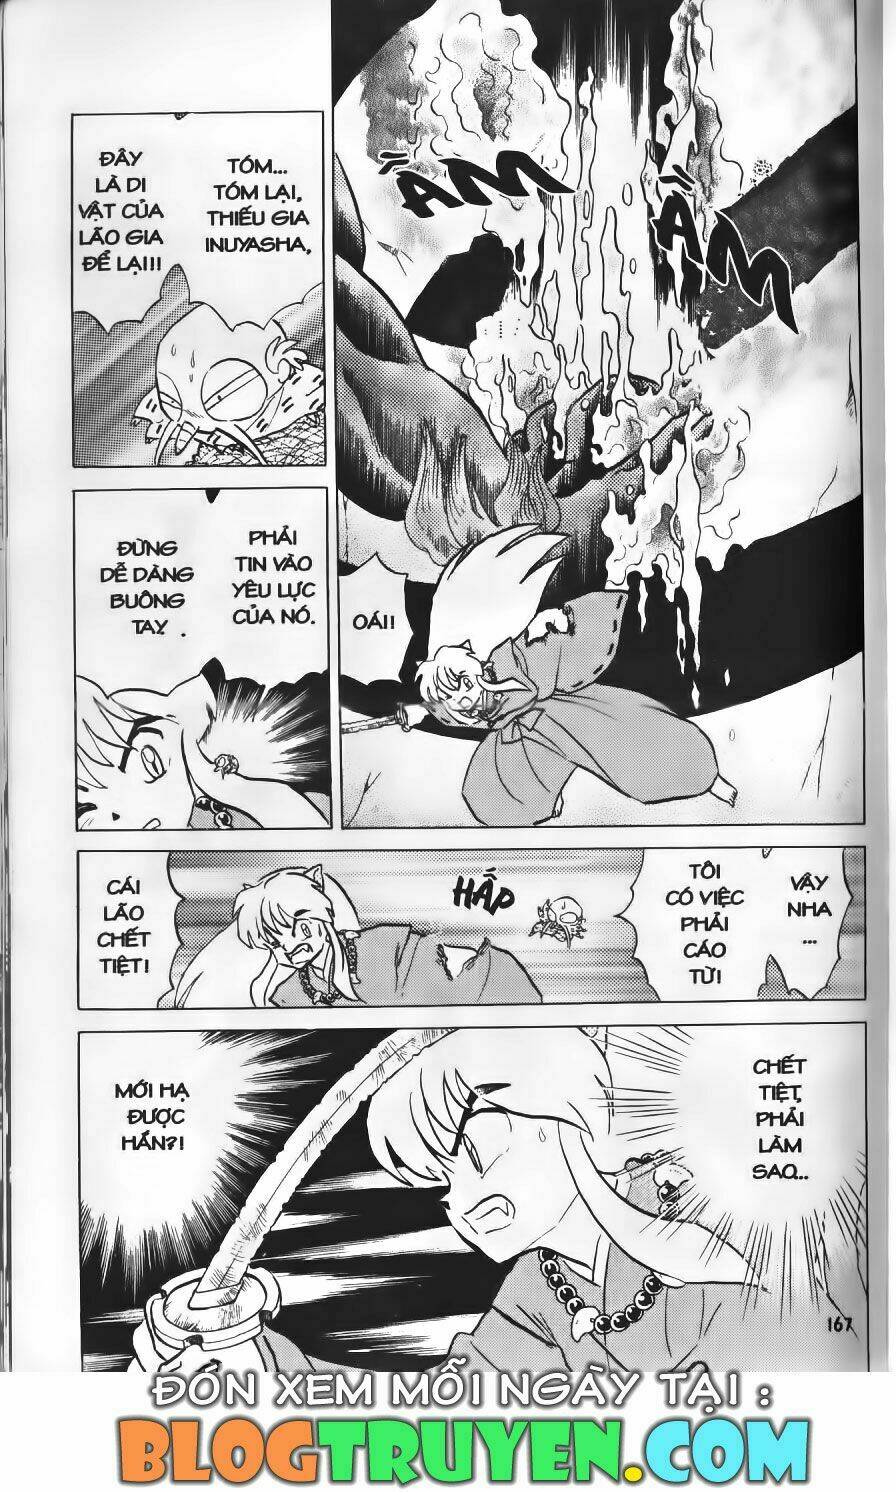 ẦM
ẦM
OÁI!
TÓM...
TÓM LẠI,
THIẾU GIA
INUYASHA,
ĐÂY
LÀ DI
VẬT CỦA
LÃO GIA
ĐỂ LẠI!!
PHẢI
TIN VÀO
YÊU LỰC
CỦA NÓ.
ĐỪNG
DỄ DÀNG
BUÔNG
TAY.
VẬY
NHA
...
TÔI
CÓ VIỆC
PHẢI
CÁO
TỪ!
HẤP
CÁI
LÃO
CHẾT
TIỆT!
CHẾT
TIỆT,
PHẢI
LÀM
SAO...
MỚI HẠ
ĐƯỢC
HẮN?!
167
ĐÓN XEM MỖI NGÀY TẠI :
BLOGTRUYEN.COM